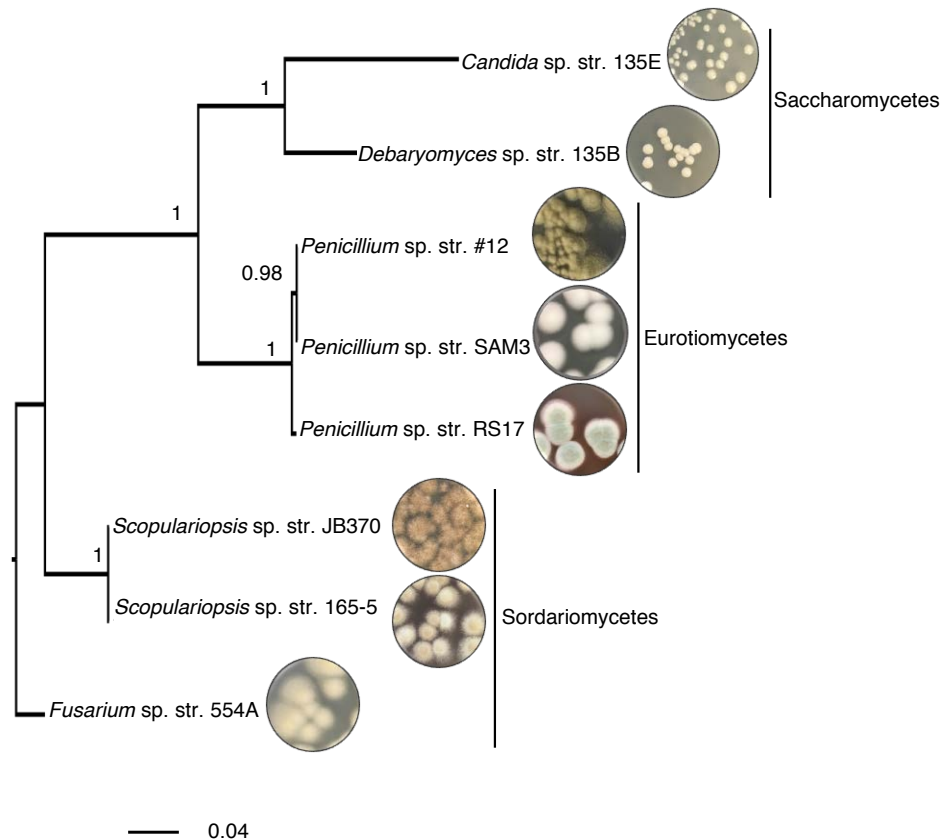 Candida sp. str. 135E
1
Saccharomycetes
Debaryomyces sp. str. 135B
1
Penicillium sp. str. #12
0.98
Eurotiomycetes
Penicillium sp. str. SAM3
1
Penicillium sp. str. RS17
Scopulariopsis sp. str. JB370
1
Scopulariopsis sp. str. 165-5
Sordariomycetes
Fusarium sp. str. 554A
0.04